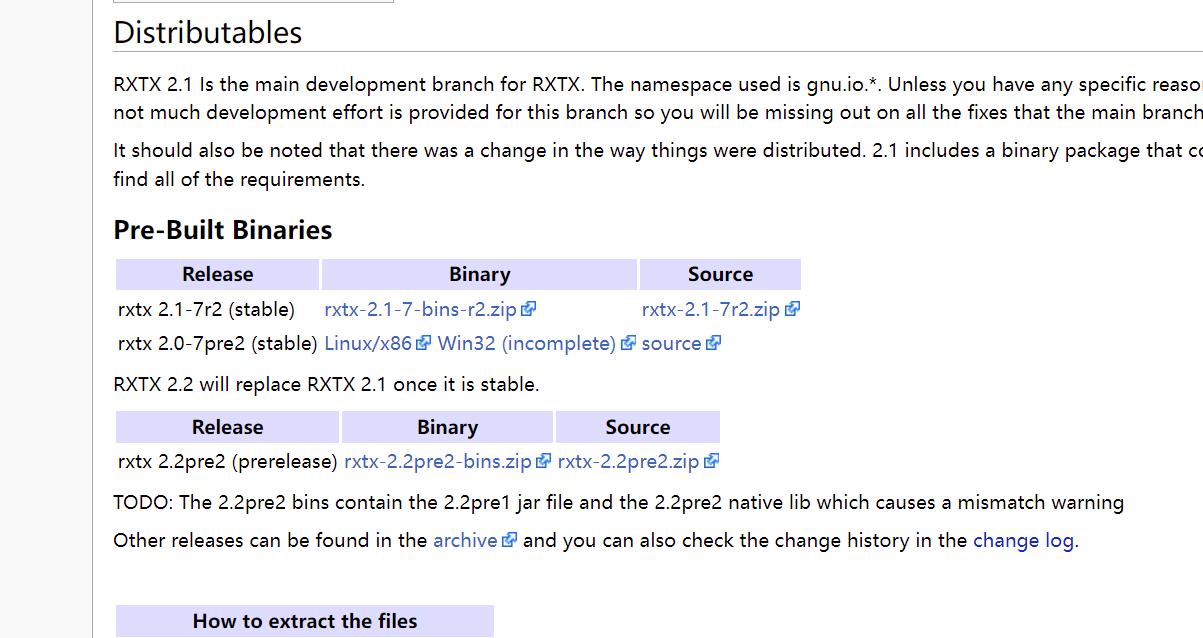 Distributables
RXTX 2.1 Is the main development branch for RXTX. The namespace used is gnu.io.*. Unless you have any specific
not much development effort is provided for this branch so you will be missing out on all the fixes that the main branch
It should also be noted that there was a change in the way things were distributed. 2.1 includes a binary package that
find all of the requirements.
Pre-Built Binaries
Release Binary Source
rxtx 2.1-7r2 (stable) rxtx-2.1-7-bins-r2.zip rxtx-2.1-7r2.zip
rxtx 2.0-7pre2 (stable) Linux/x86 Win32 (incomplete) source
RXTX 2.2 will replace RXTX 2.1 once it is stable.
Release Binary Source
rxtx 2.2pre2 (prerelease) rxtx-2.2pre2-bins.zip rxtx-2.2pre2.zip
TODO: The 2.2pre2 bins contain the 2.2pre1 jar file and the 2.2pre2 native lib which causes a mismatch warning
Other releases can be found in the archive and you can also check the change history in the change log.
How to extract the files